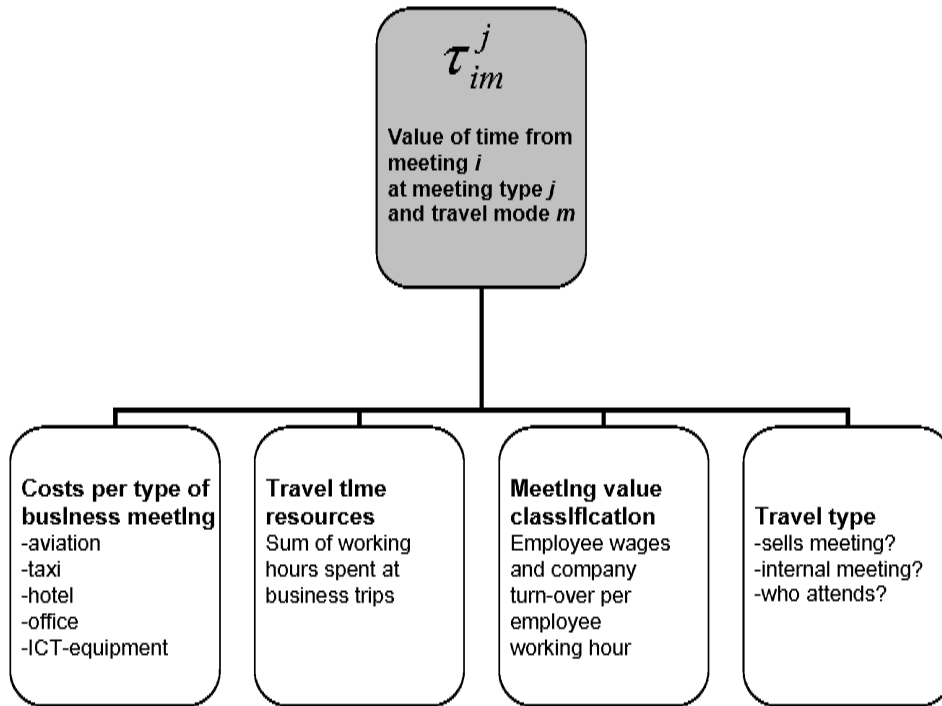 τ^j_{im}
Value of time from
meeting i
at meeting type j
and travel mode m
Costs per type of
business meeting
-aviation
-taxi
-hotel
-office
-ICT-equipment
Travel time
resources
Sum of working
hours spent at
business trips
Meeting value
classification
Employee wages
and company
turn-over per
employee
working hour
Travel type
-sells meeting?
-internal meeting?
-who attends?